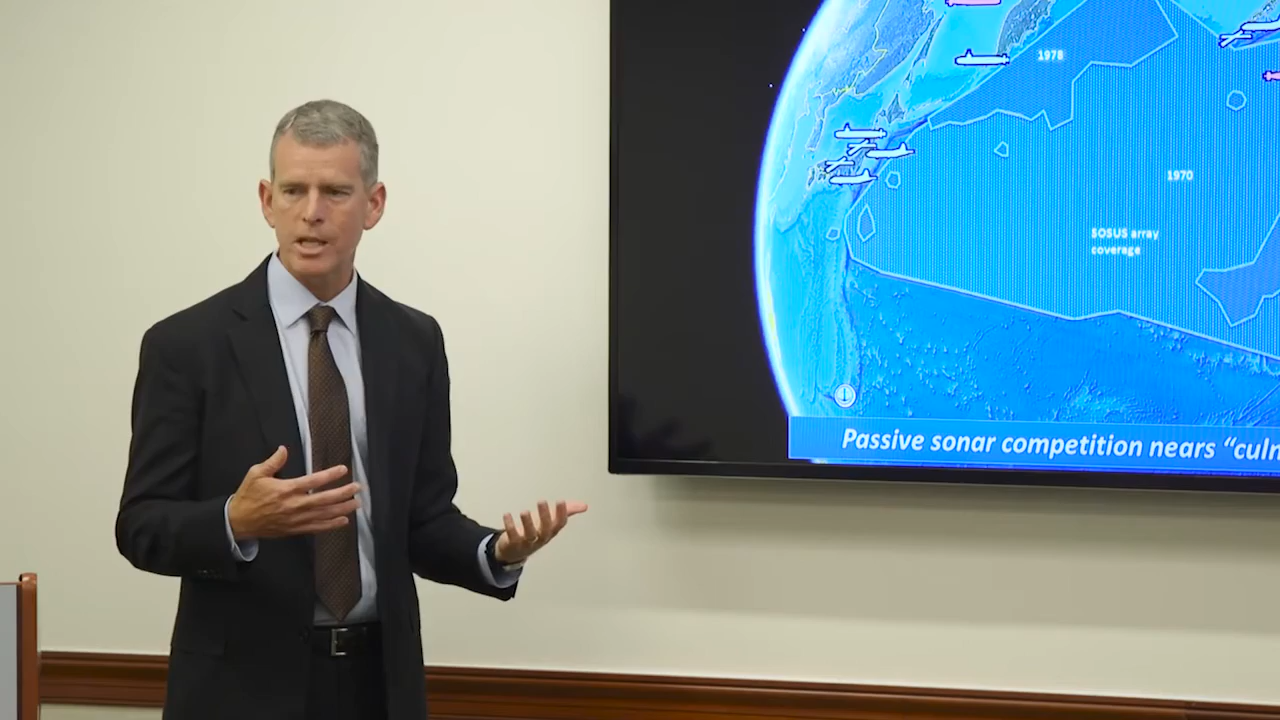 1978
1970
SOSUS array
coverage
Passive sonar competition nears "culn